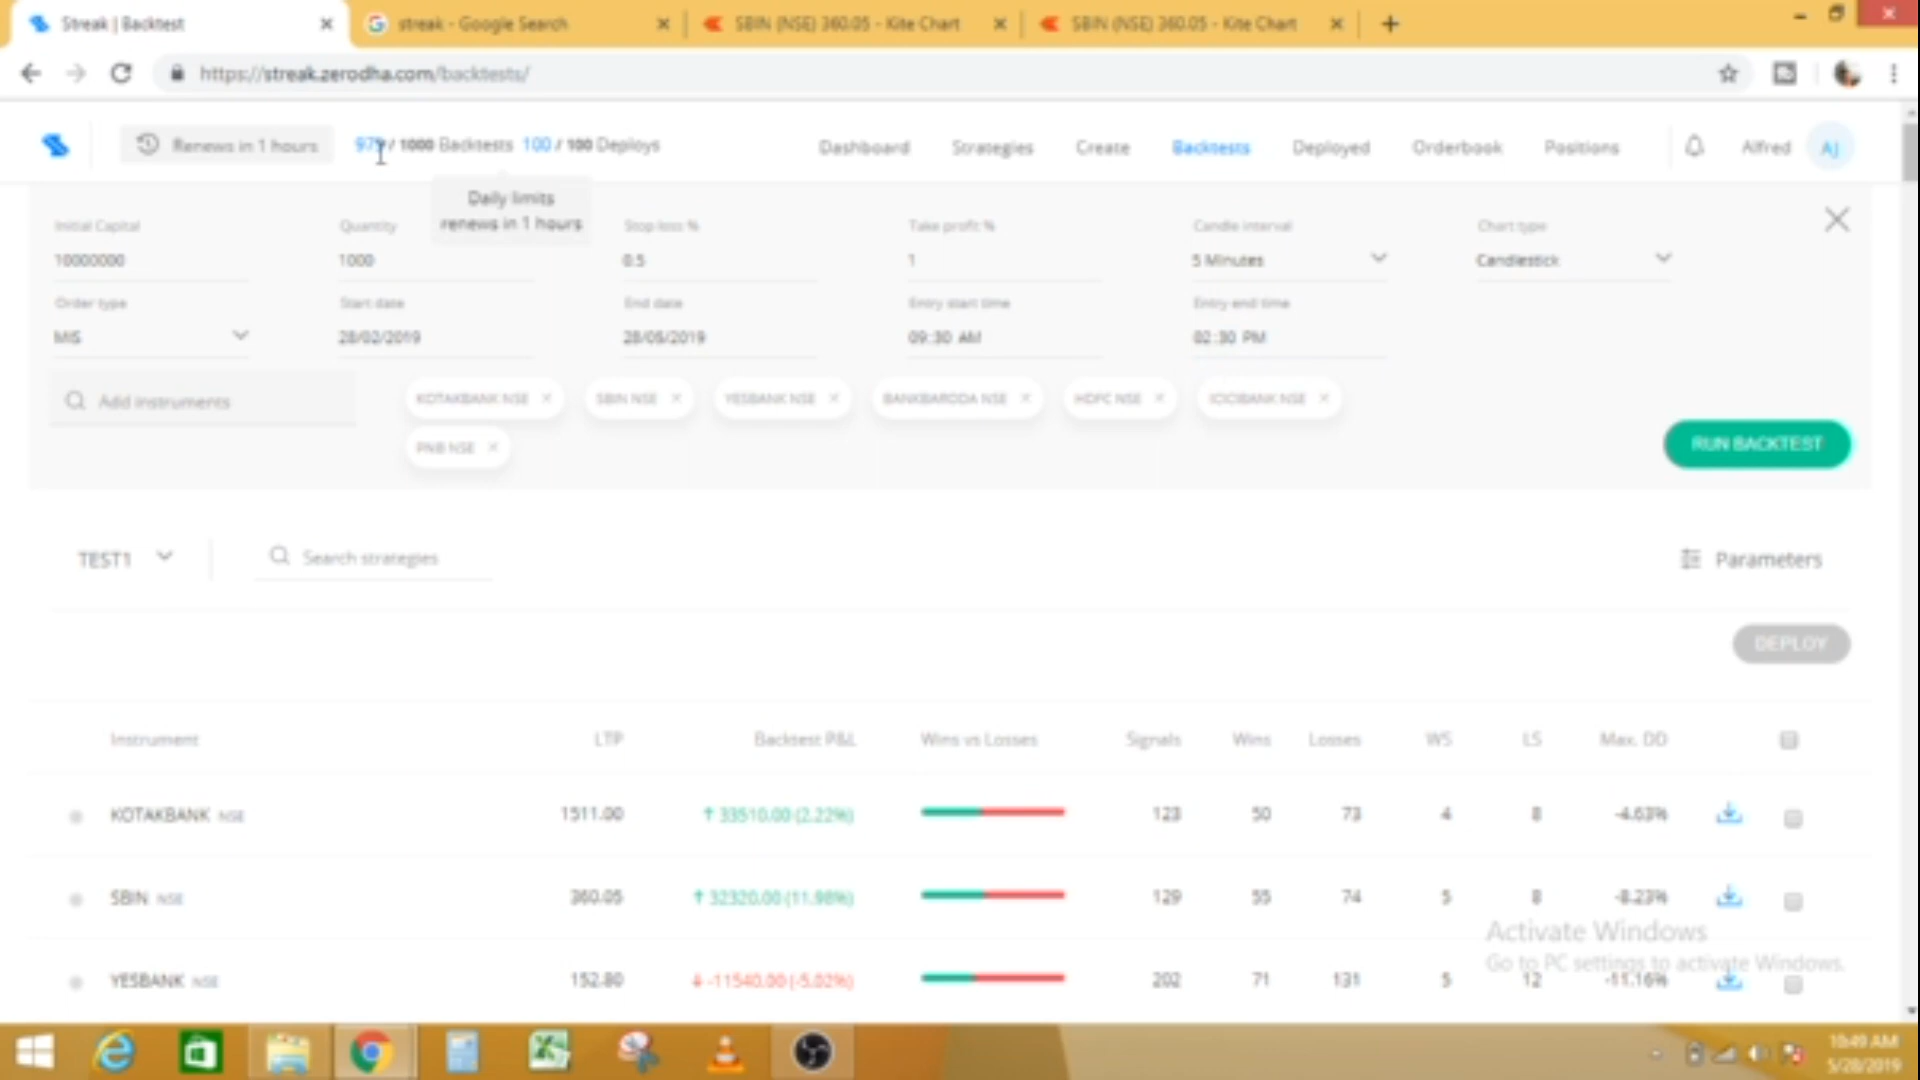 Streak | Backtest
streak - Google Search
SBIN (NSE) 360.05 - Kite Chart
SBIN (NSE) 360.05 - Kite Chart
https://streak.zerodha.com/backtests/
Renews in 1 hours
979 / 1000 Backtests 100 / 100 Deploys
Dashboard
Strategies
Create
Backtests
Deployed
Orderbook
Positions
Alfred
AJ
Daily limits
renews in 1 hours
Initial Capital
Quantity
Stop loss %
Take profit %
Candle interval
Chart type
10000000
1000
0.5
1
5 Minutes
Candlestick
Order type
Start date
End date
Entry start time
Entry end time
MIS
28/02/2019
28/05/2019
09:30 AM
02:30 PM
Add instruments
KOTAKBANK NSE
SBIN NSE
YESBANK NSE
BANKBARODA NSE
HDFC NSE
ICICIBANK NSE
PNB NSE
RUN BACKTEST
TEST1
Search strategies
Parameters
DEPLOY
Instrument LTP Backtest P&L Wins vs Losses Signals Wins Losses WS LS Max. DD
KOTAKBANK NSE 1511.00 ↑ 33510.00 (2.22%) 123 50 73 4 8 -4.63%
SBIN NSE 360.05 ↑ 32320.00 (11.98%) 129 55 74 5 8 -8.23%
YESBANK NSE 152.80 ↓ -11540.00 (-5.02%) 202 71 131 5 12 -11.16%
Activate Windows
Go to PC settings to activate Windows.
10:49 AM
5/28/2019